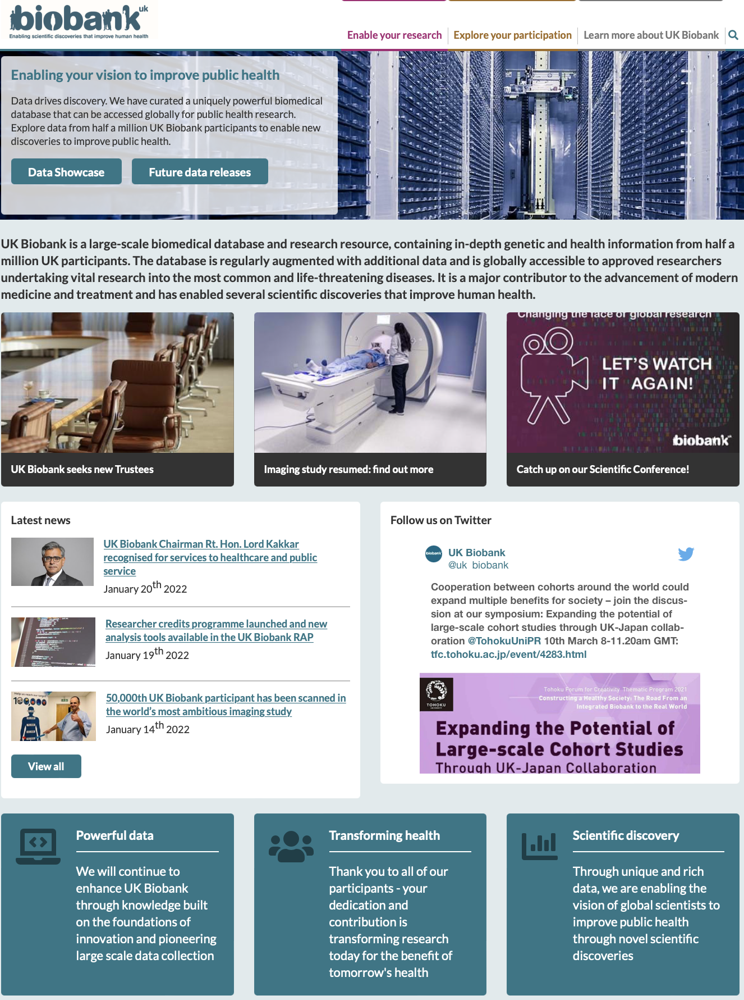 biobank uk
Enabling scientific discoveries that improve human health
Enable your research
Explore your participation
Learn more about UK Biobank
Enabling your vision to improve public health
Data drives discovery. We have curated a uniquely powerful biomedical
database that can be accessed globally for public health research.
Explore data from half a million UK Biobank participants to enable new
discoveries to improve public health.
Data Showcase
Future data releases
UK Biobank is a large-scale biomedical database and research resource, containing in-depth genetic and health information from half a
million UK participants. The database is regularly augmented with additional data and is globally accessible to approved researchers
undertaking vital research into the most common and life-threatening diseases. It is a major contributor to the advancement of modern
medicine and treatment and has enabled several scientific discoveries that improve human health.
UK Biobank seeks new Trustees
Imaging study resumed: find out more
Changing the face of global research
LET'S WATCH
IT AGAIN!
biobank uk
Catch up on our Scientific Conference!
Latest news
UK Biobank Chairman Rt. Hon. Lord Kakkar
recognised for services to healthcare and public
service
January 20th 2022
Researcher credits programme launched and new
analysis tools available in the UK Biobank RAP
January 19th 2022
Help us reach our target
50,000th UK Biobank participant has been scanned in
the world's most ambitious imaging study
January 14th 2022
View all
Follow us on Twitter
biobank
UK Biobank
@uk_biobank
Cooperation between cohorts around the world could
expand multiple benefits for society – join the discus-
sion at our symposium: Expanding the potential of
large-scale cohort studies through UK-Japan collab-
oration @TohokuUniPR 10th March 8-11.20am GMT:
tfc.tohoku.ac.jp/event/4283.html
TOHOKU
UNIVERSITY
Tohoku Forum for Creativity Thematic Program 2021
Constructing a Healthy Society: The Road From an
Integrated Biobank to the Real World
Expanding the Potential of
Large-scale Cohort Studies
Through UK-Japan Collaboration
Powerful data
We will continue to
enhance UK Biobank
through knowledge built
on the foundations of
innovation and pioneering
large scale data collection
Transforming health
Thank you to all of our
participants - your
dedication and
contribution is
transforming research
today for the benefit of
tomorrow's health
Scientific discovery
Through unique and rich
data, we are enabling the
vision of global scientists to
improve public health
through novel scientific
discoveries